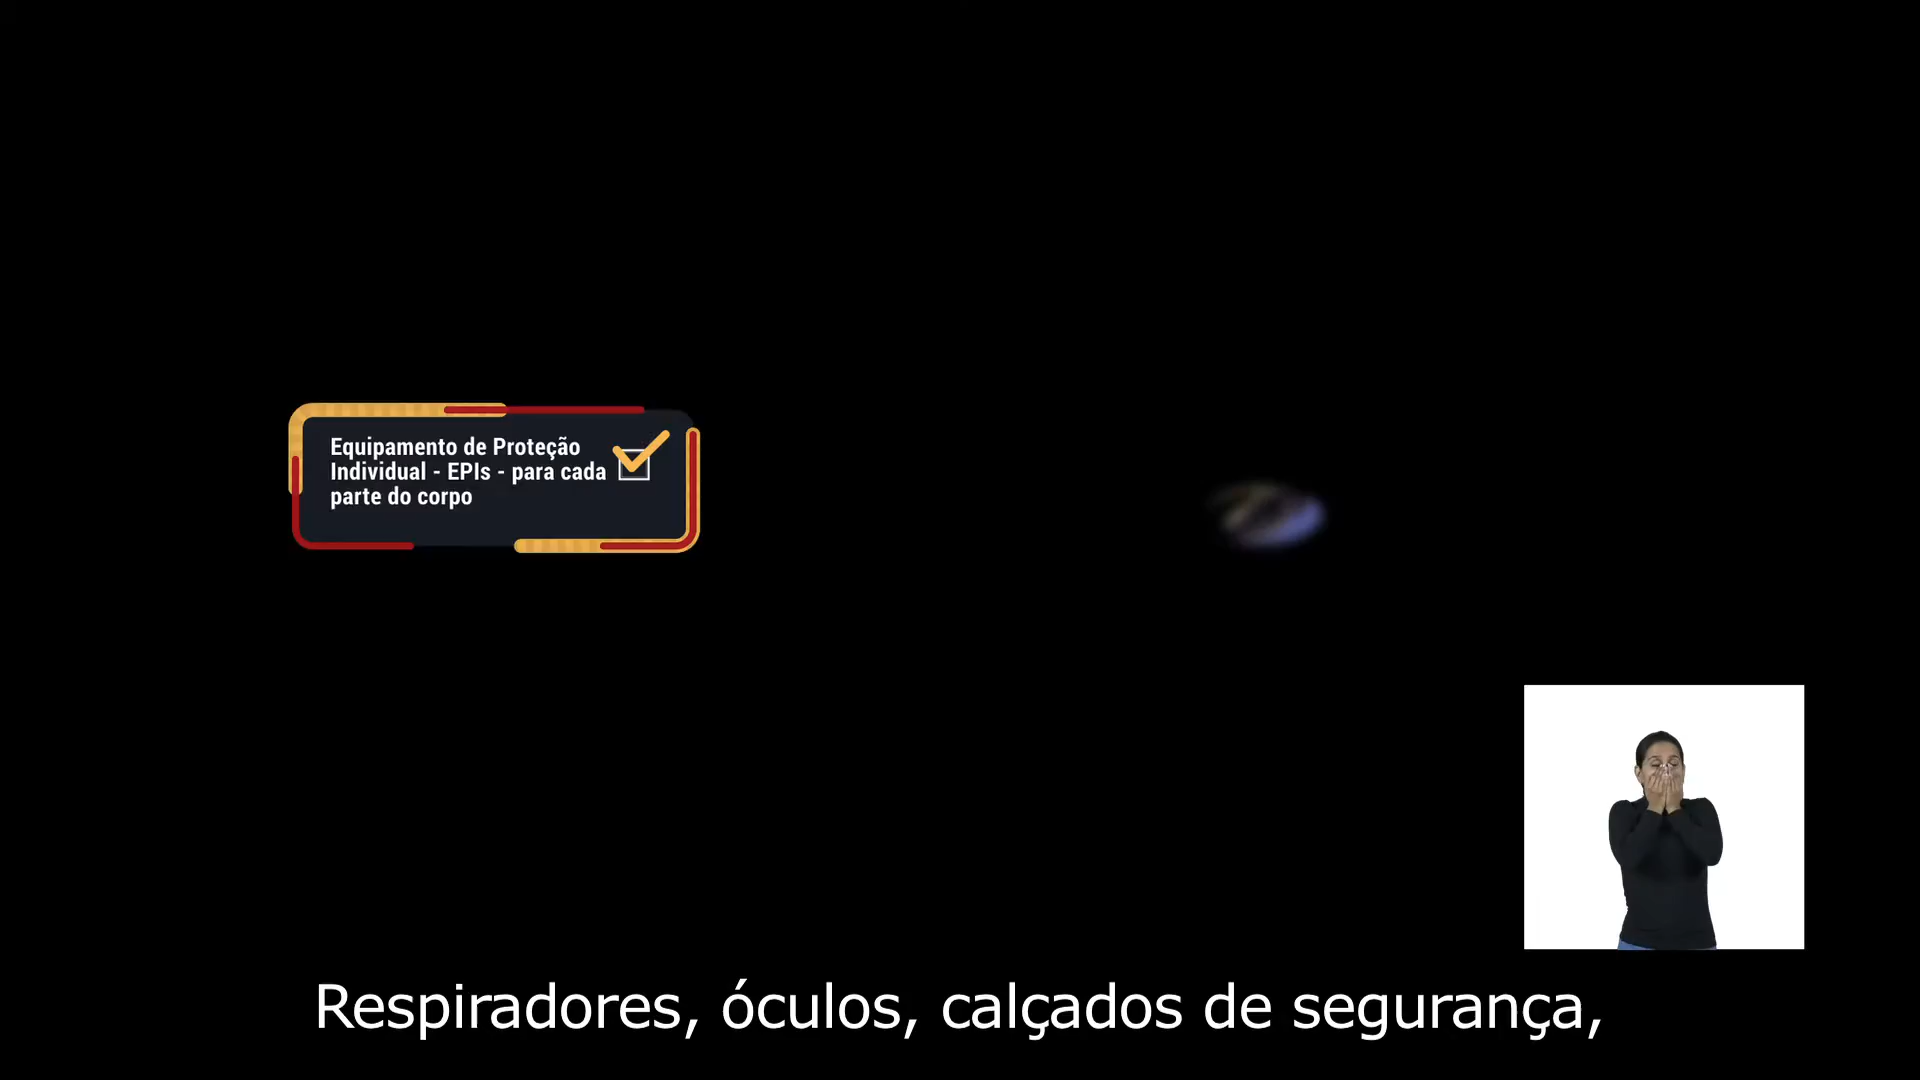 Equipamento de Proteção
Individual - EPIs - para cada
parte do corpo
Respiradores, óculos, calçados de segurança,